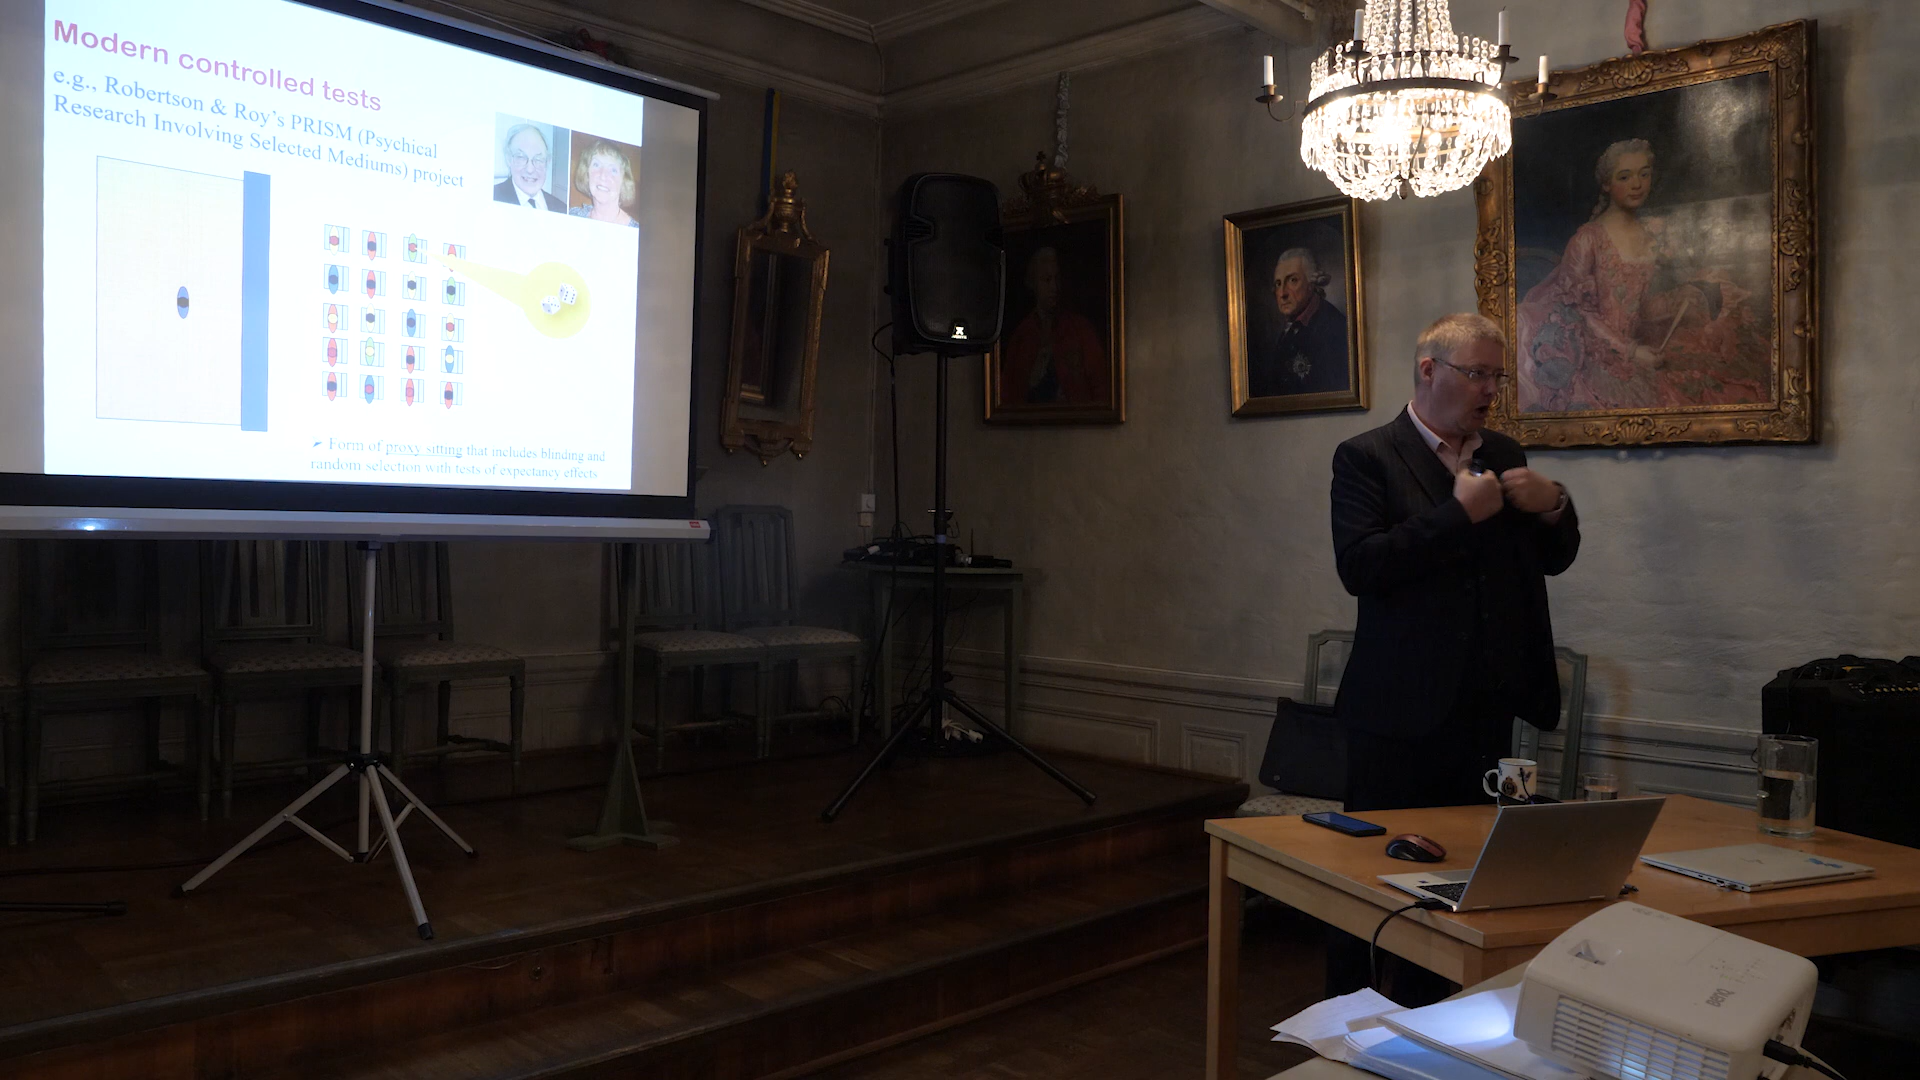 Modern controlled tests
e.g., Robertson & Roy's PRISM (Psychical
Research Involving Selected Mediums) project
Form of proxy sitting that includes blinding and
random selection with tests of expectancy effects
BenQ